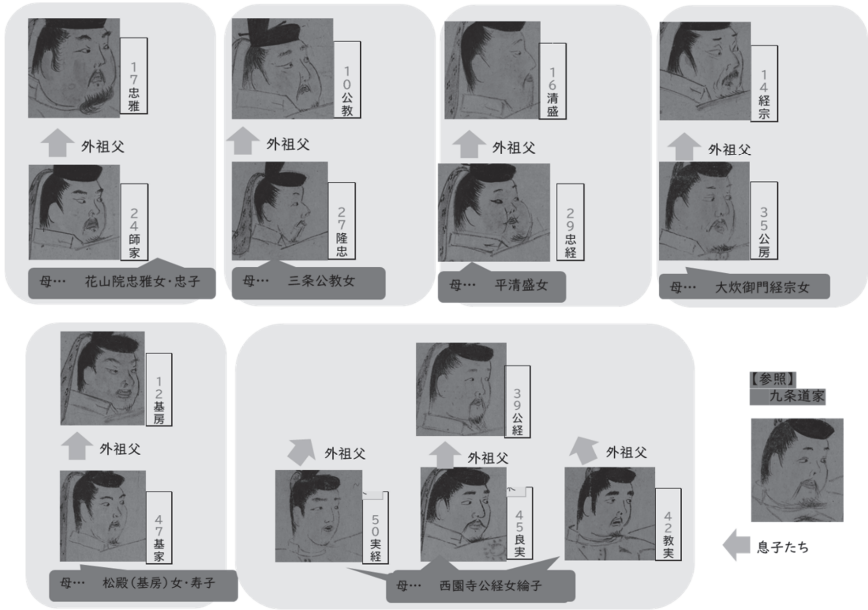 17忠雅
外祖父
24師家
母… 花山院忠雅女・忠子
10公教
外祖父
27隆忠
母… 三条公教女
16清盛
外祖父
29忠経
母… 平清盛女
14経宗
外祖父
35公房
母… 大炊御門経宗女
12基房
外祖父
47基家
母… 松殿(基房)女・寿子
39公経
外祖父
外祖父
外祖父
50実経
45良実
42教実
母… 西園寺公経女綸子
【参照】
九条道家
息子たち